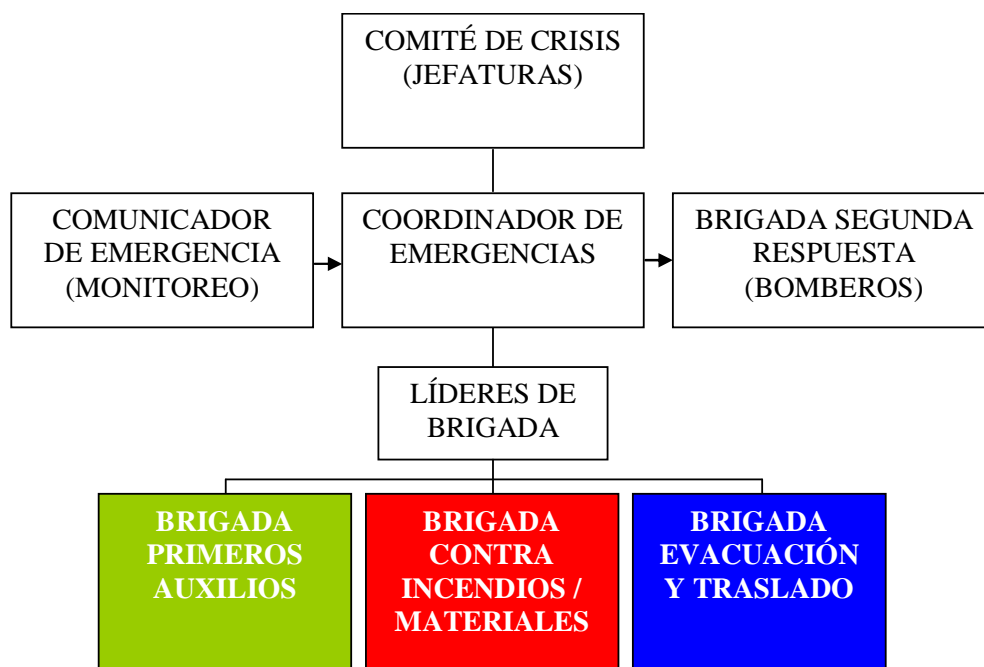 COMITÉ DE CRISIS
(JEFATURAS)
COMUNICADOR
DE EMERGENCIA
(MONITOREO)
COORDINADOR DE
EMERGENCIAS
BRIGADA SEGUNDA
RESPUESTA
(BOMBEROS)
LÍDERES DE
BRIGADA
BRIGADA
PRIMEROS
AUXILIOS
BRIGADA
CONTRA
INCENDIOS /
MATERIALES
BRIGADA
EVACUACIÓN
Y TRASLADO